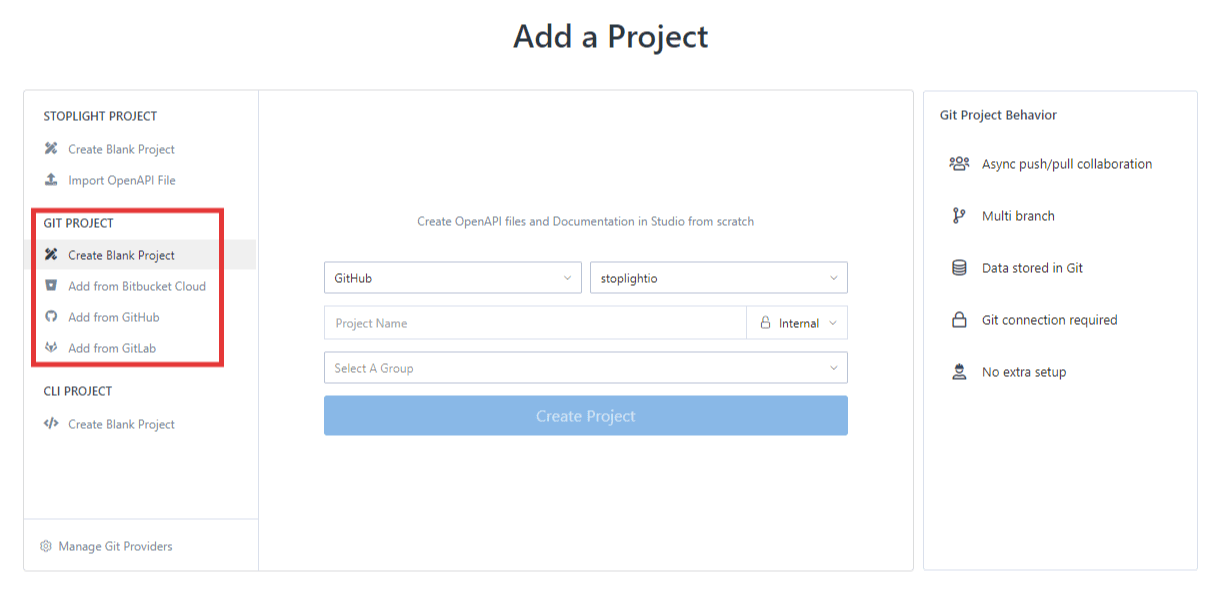 Add a Project
STOPLIGHT PROJECT
Create Blank Project
Import OpenAPI File
GIT PROJECT
Create Blank Project
Add from Bitbucket Cloud
Add from GitHub
Add from GitLab
CLI PROJECT
Create Blank Project
Manage Git Providers
Create OpenAPI files and Documentation in Studio from scratch
GitHub
stoplightio
Project Name
Internal
Select A Group
Create Project
Git Project Behavior
Async push/pull collaboration
Multi branch
Data stored in Git
Git connection required
No extra setup